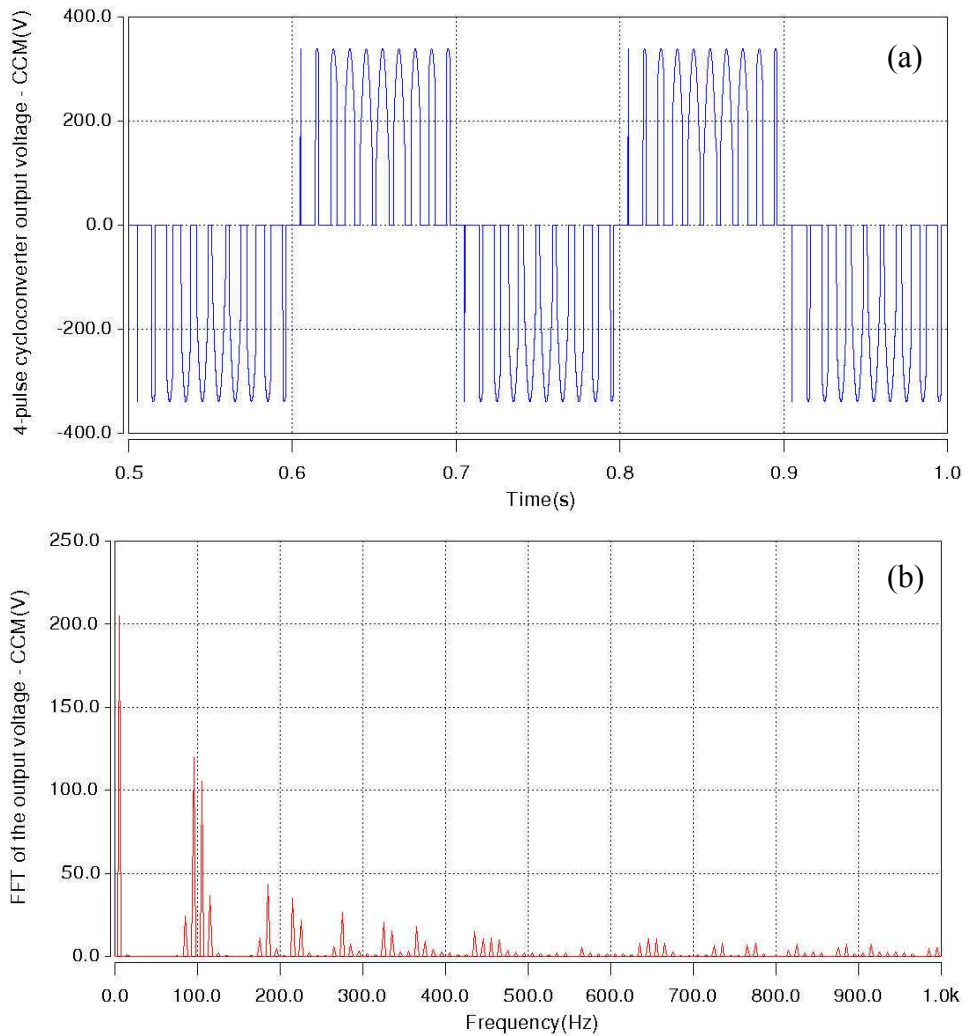 4-pulse cycloconverter output voltage - CCM(V)
400.0
200.0
0.0
-200.0
-400.0
(a)
0.5 0.6 0.7 0.8 0.9 1.0
Time(s)
FFT of the output voltage - CCM(V)
250.0
200.0
150.0
100.0
50.0
0.0
(b)
0.0 100.0 200.0 300.0 400.0 500.0 600.0 700.0 800.0 900.0 1.0k
Frequency(Hz)